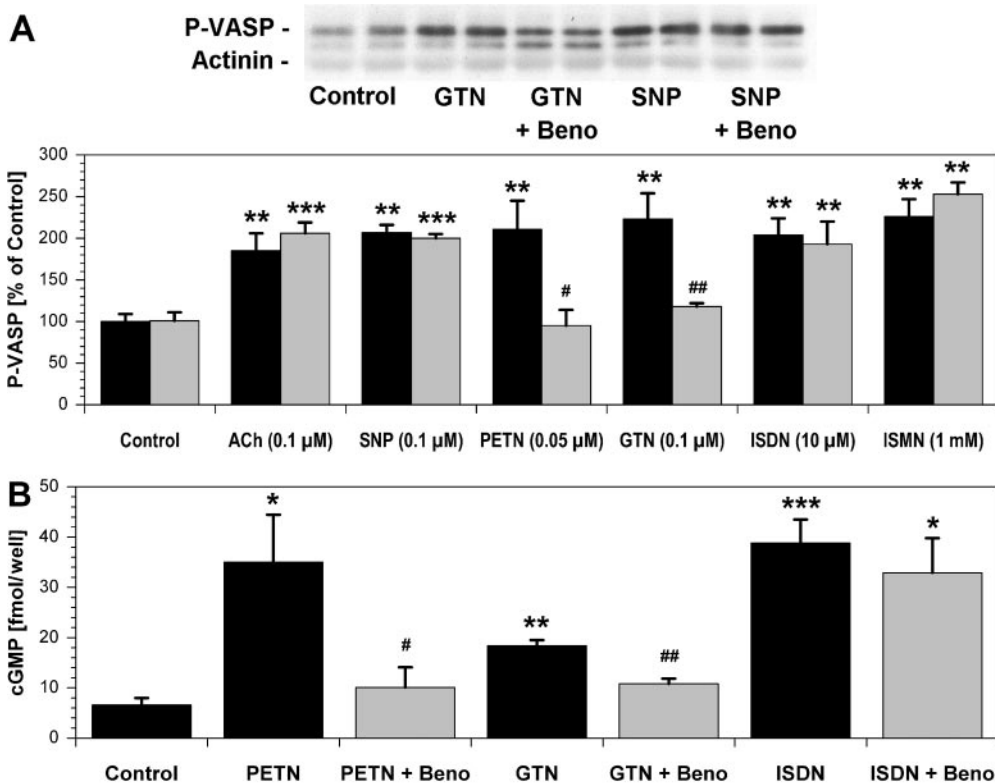 A
P-VASP -
Actinin -
Control GTN GTN SNP SNP
+ Beno + Beno
P-VASP [% of Control]
300
250
200
150
100
50
0
** *** ** *** ** # ** ## ** ** ** **
Control ACh (0.1 µM) SNP (0.1 µM) PETN (0.05 µM) GTN (0.1 µM) ISDN (10 µM) ISMN (1 mM)
B
cGMP [fmol/well]
50
40
30
20
10
0
* # ** ## *** *
Control PETN PETN + Beno GTN GTN + Beno ISDN ISDN + Beno